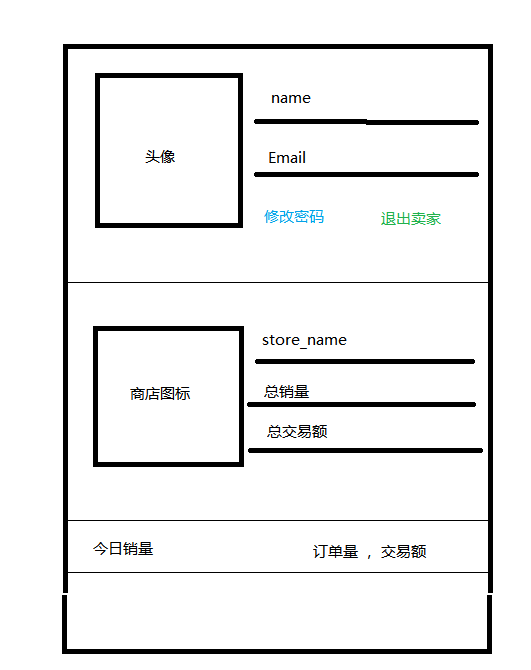 头像
name
Email
修改密码 退出卖家
商店图标
store_name
总销量
总交易额
今日销量 订单量 ，交易额